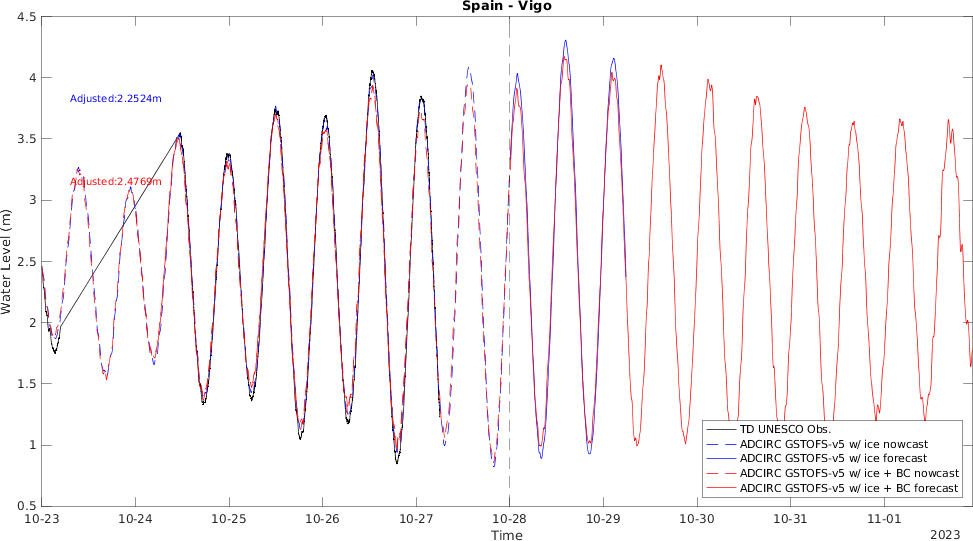 Spain - Vigo
4.5
4
3.5
3
2.5
2
1.5
1
0.5
Water Level (m)
Adjusted:2.2524m
Adjusted:2.4769m
TD UNESCO Obs.
ADCIRC GSTOFS-v5 w/ ice nowcast
ADCIRC GSTOFS-v5 w/ ice forecast
ADCIRC GSTOFS-v5 w/ ice + BC nowcast
ADCIRC GSTOFS-v5 w/ ice + BC forecast
10-23 10-24 10-25 10-26 10-27 10-28 10-29 10-30 10-31 11-01
Time
2023